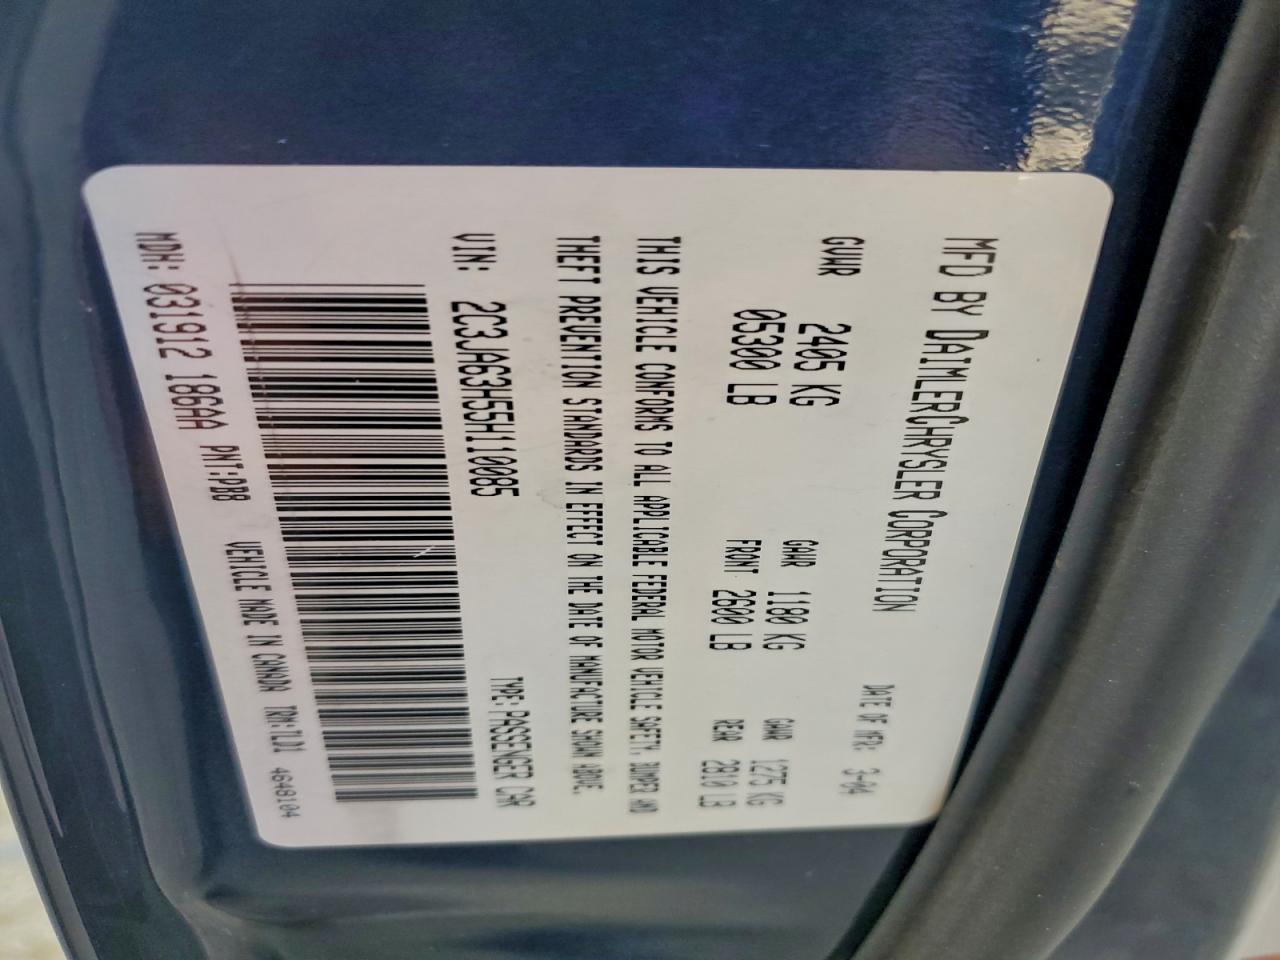 MFD BY DAIMLERCHRYSLER CORPORATION
DATE OF MFR: 3-04
GVWR 2405 KG GAWR 1180 KG GAWR 1275 KG
05300 LB FRONT 2600 LB REAR 2810 LB
THIS VEHICLE CONFORMS TO ALL APPLICABLE FEDERAL MOTOR VEHICLE SAFETY, BUMPER AND
THEFT PREVENTION STANDARDS IN EFFECT ON THE DATE OF MANUFACTURE SHOWN ABOVE.
VIN: 2C3JA63H55H110085 TYPE: PASSENGER CAR
MDH: 031912 186AA PNT: PB8 VEHICLE MADE IN CANADA TRM: TLD1 4648104